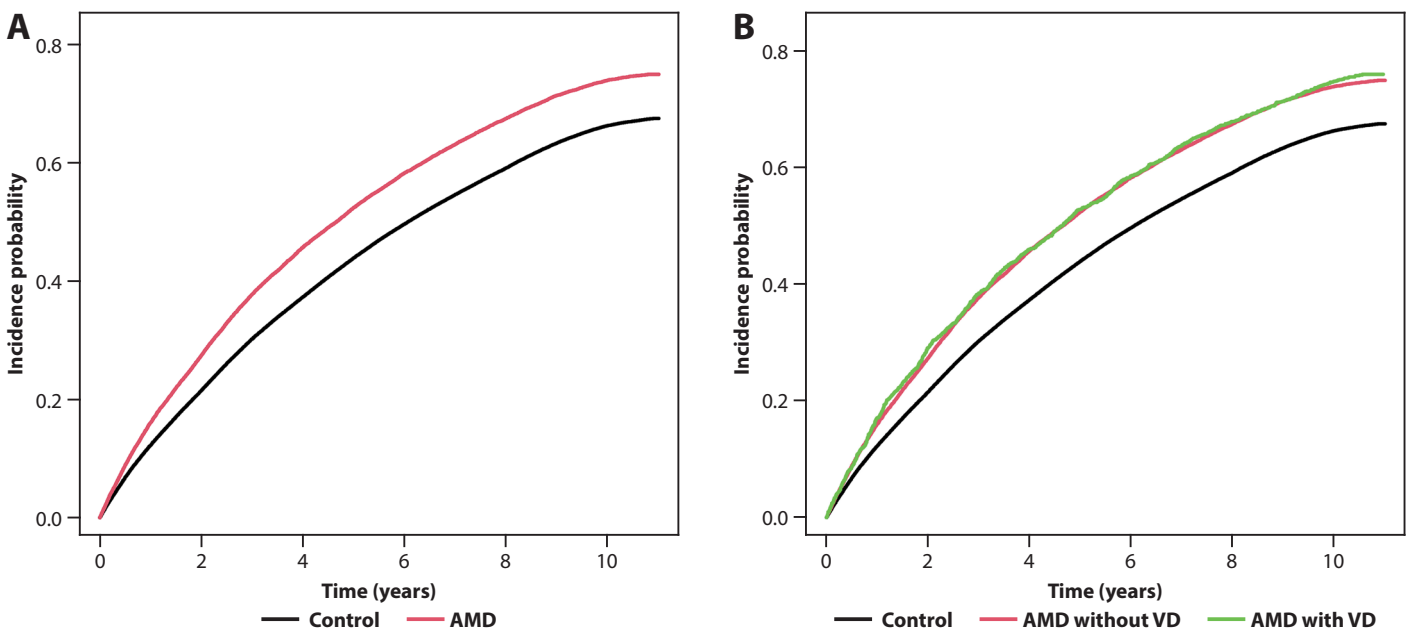 A
0.8
0.6
0.4
0.2
0.0
Incidence probability
0 2 4 6 8 10
Time (years)
Control AMD
B
0.8
0.6
0.4
0.2
0.0
Incidence probability
0 2 4 6 8 10
Time (years)
Control AMD without VD AMD with VD